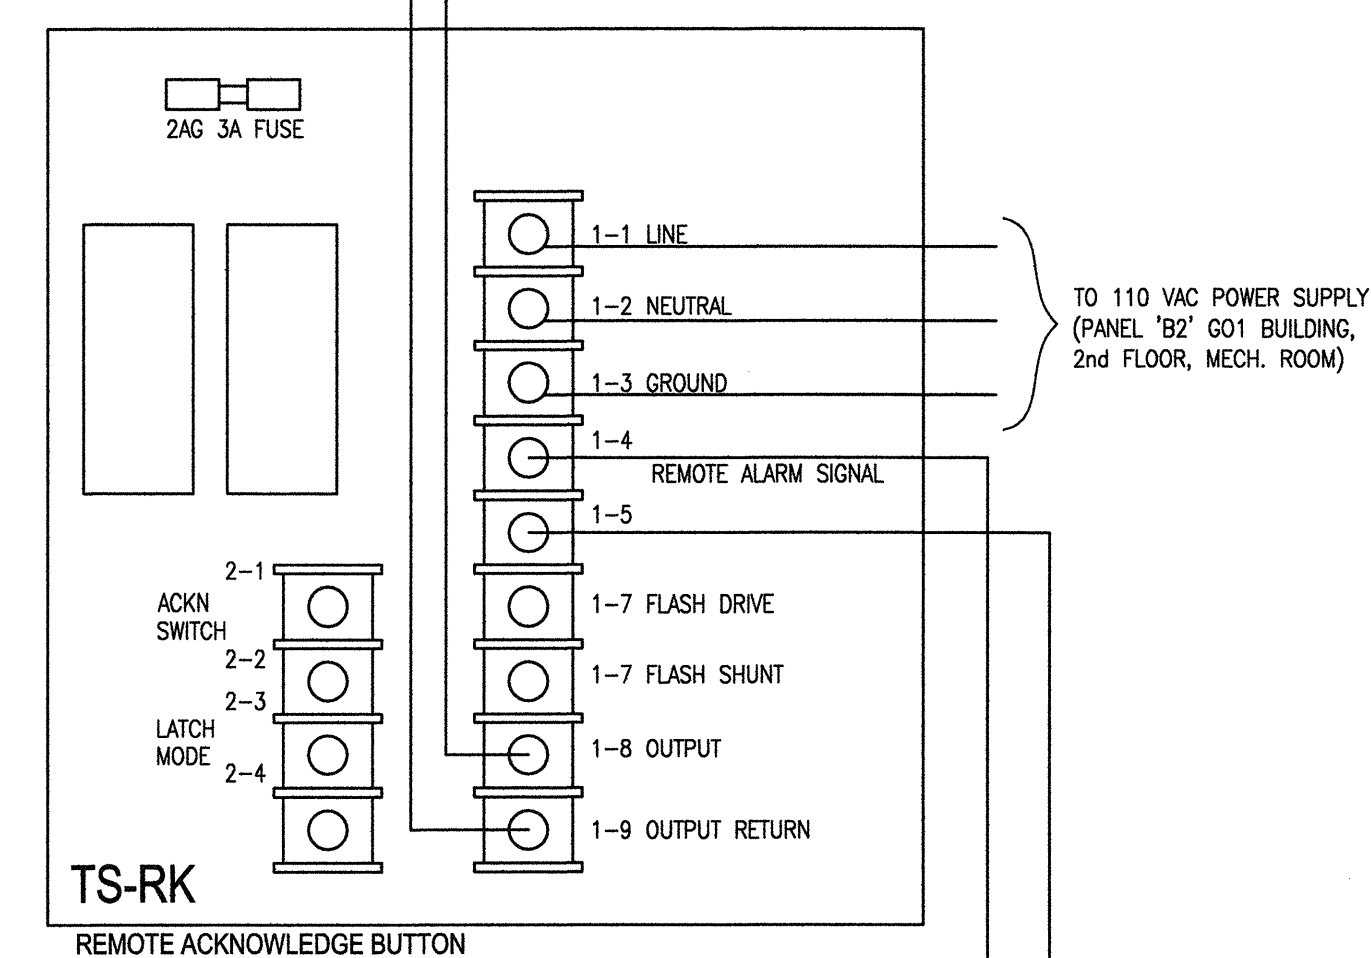 2AG 3A FUSE
1-1 LINE
1-2 NEUTRAL
1-3 GROUND
TO 110 VAC POWER SUPPLY
(PANEL 'B2' G01 BUILDING,
2nd FLOOR, MECH. ROOM)
1-4
REMOTE ALARM SIGNAL
1-5
2-1
ACKN
SWITCH
2-2
2-3
LATCH
MODE
2-4
1-7 FLASH DRIVE
1-7 FLASH SHUNT
1-8 OUTPUT
1-9 OUTPUT RETURN
TS-RK
REMOTE ACKNOWLEDGE BUTTON